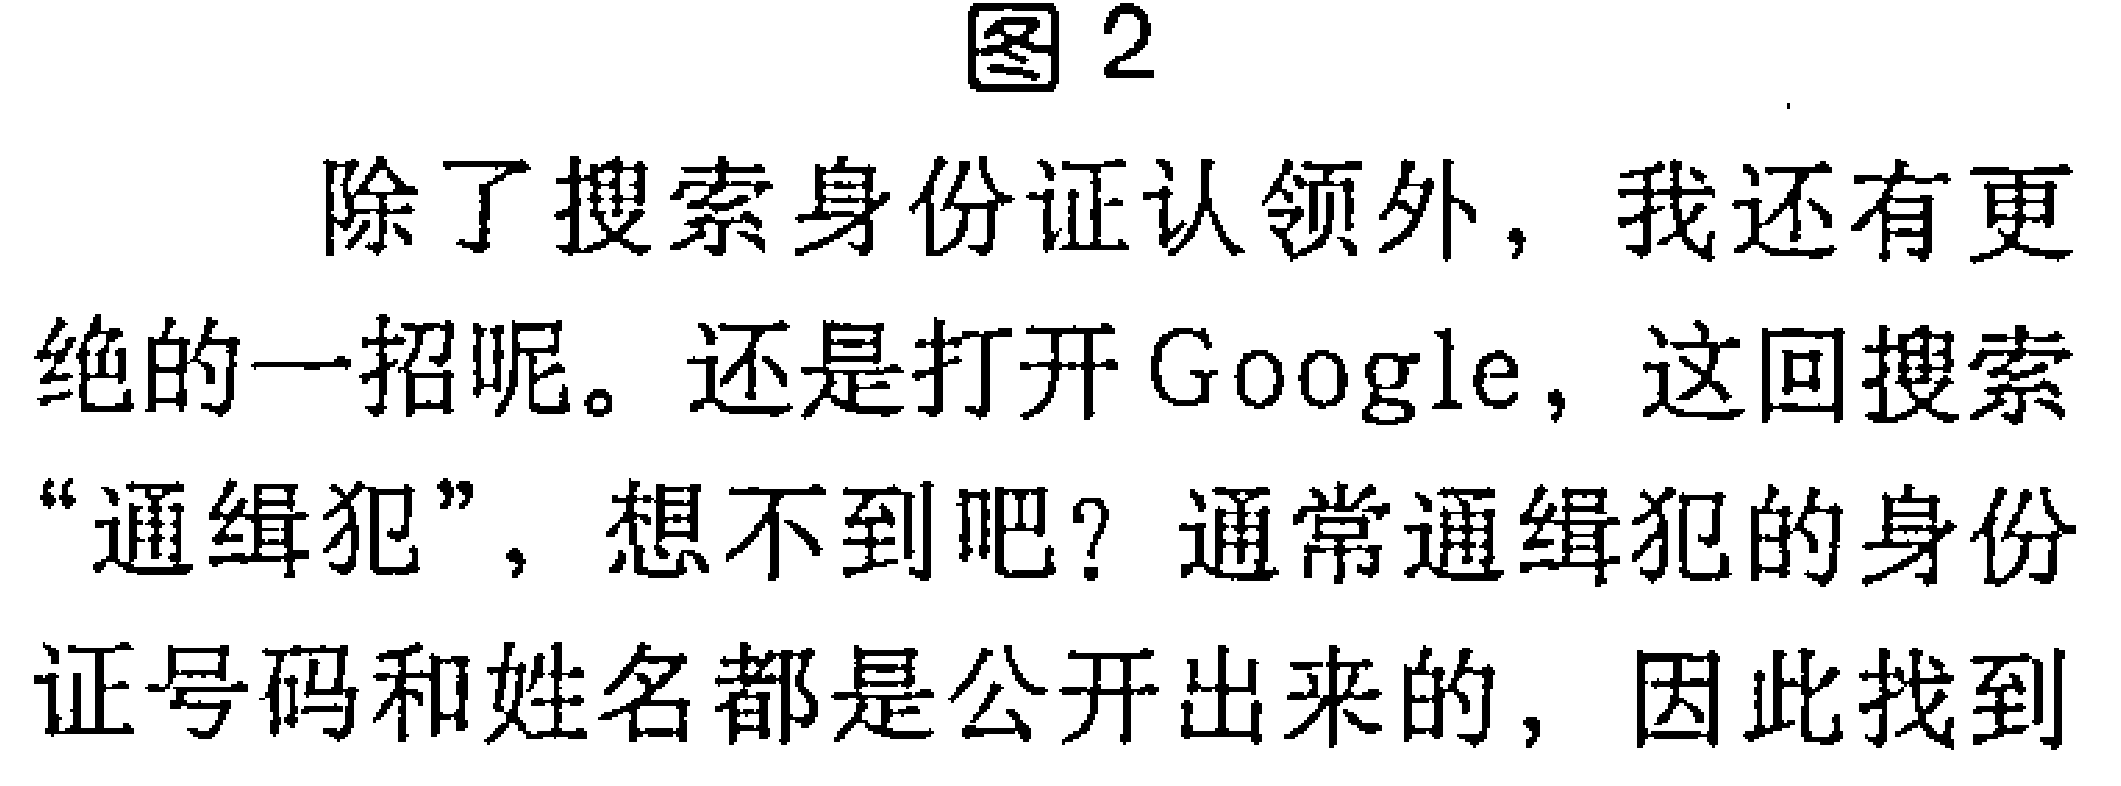 图 2
除了搜索身份证认领外，我还有更
绝的一招呢。还是打开Google，这回搜索
“通缉犯”，想不到吧？通常通缉犯的身份
证号码和姓名都是公开出来的，因此找到